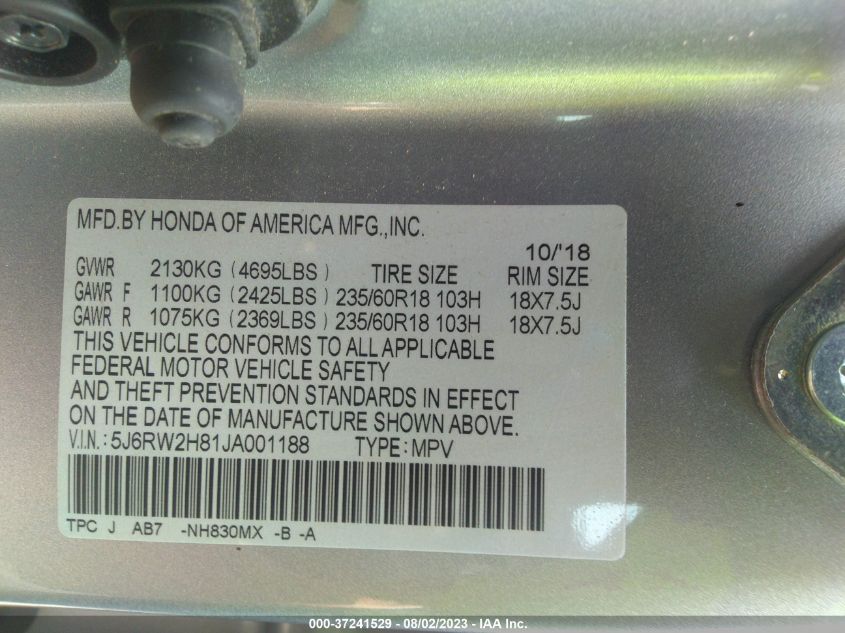 MFD.BY HONDA OF AMERICA MFG.,INC.
10/'18
GVWR 2130KG (4695LBS) TIRE SIZE RIM SIZE
GAWR F 1100KG (2425LBS) 235/60R18 103H 18X7.5J
GAWR R 1075KG (2369LBS) 235/60R18 103H 18X7.5J
THIS VEHICLE CONFORMS TO ALL APPLICABLE
FEDERAL MOTOR VEHICLE SAFETY
AND THEFT PREVENTION STANDARDS IN EFFECT
ON THE DATE OF MANUFACTURE SHOWN ABOVE.
V.I.N.: 5J6RW2H81JA001188 TYPE: MPV
TPC J AB7 -NH830MX -B -A
000-37241529 - 08/02/2023 - IAA Inc.